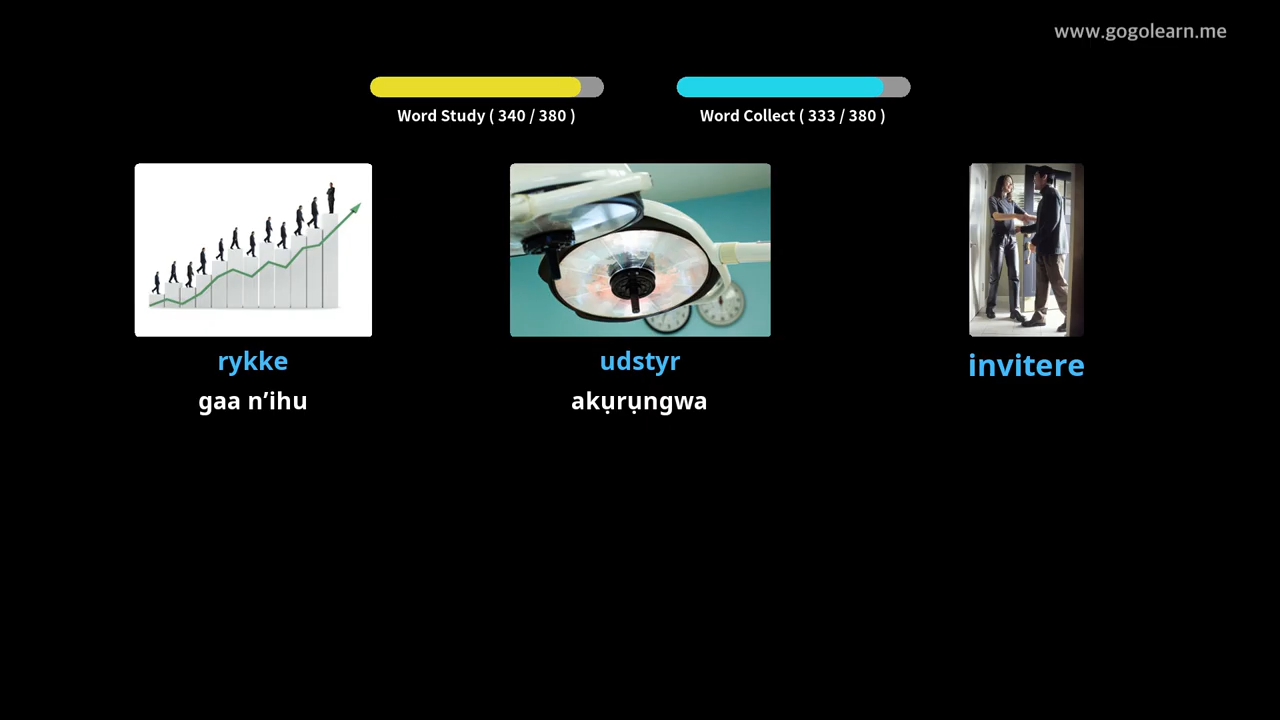 www.gogolearn.me
Word Study ( 340 / 380 )
Word Collect ( 333 / 380 )
rykke
udstyr
invitere
gaa n’ihu
akụrụngwa